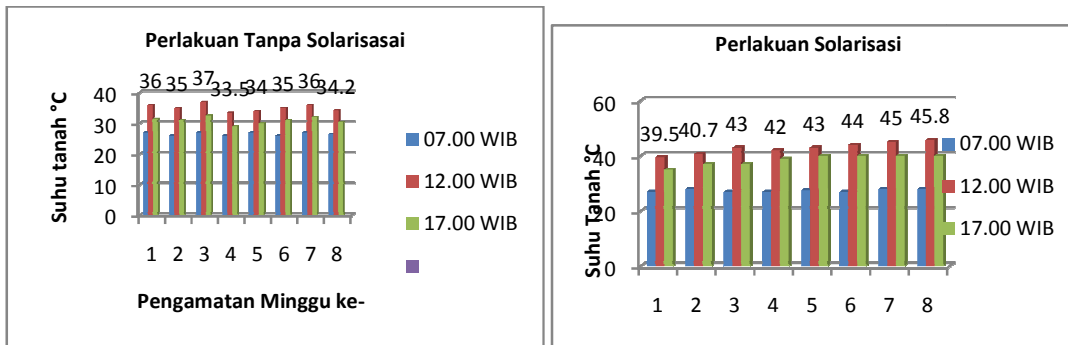 Perlakuan Tanpa Solarisasai
36 35 37 33.5 34 35 36 34.2
40
30
20
10
0
Suhu tanah °C
1 2 3 4 5 6 7 8
Pengamatan Minggu ke-
07.00 WIB
12.00 WIB
17.00 WIB
Perlakuan Solarisasi
39.5 40.7 43 42 43 44 45 45.8
60
40
20
0
Suhu Tanah °C
1 2 3 4 5 6 7 8
07.00 WIB
12.00 WIB
17.00 WIB